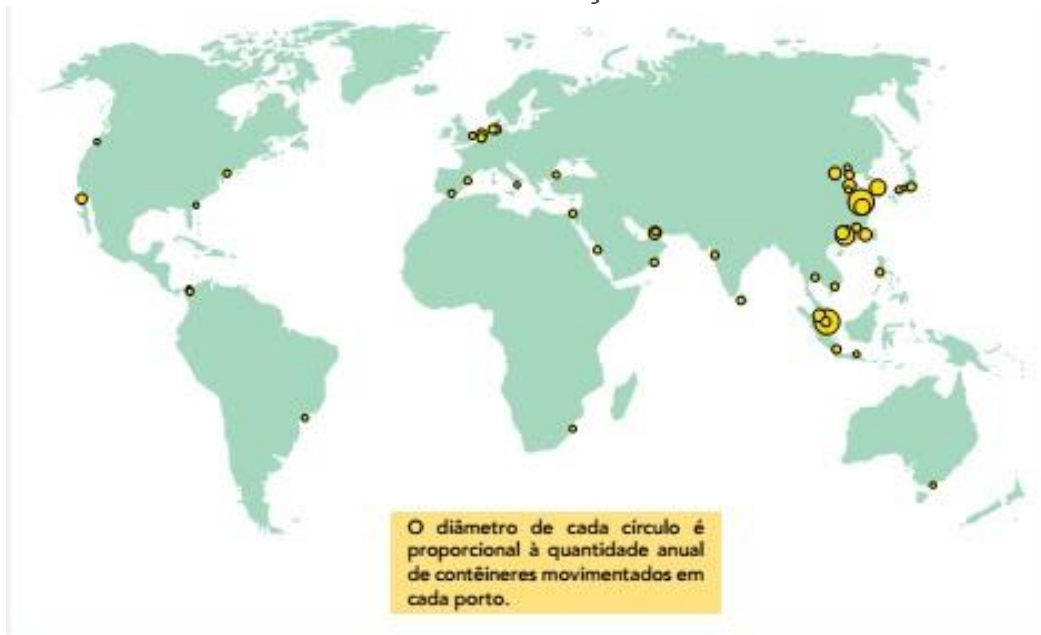 O diâmetro de cada círculo é
proporcional à quantidade anual
de contêineres movimentados em
cada porto.